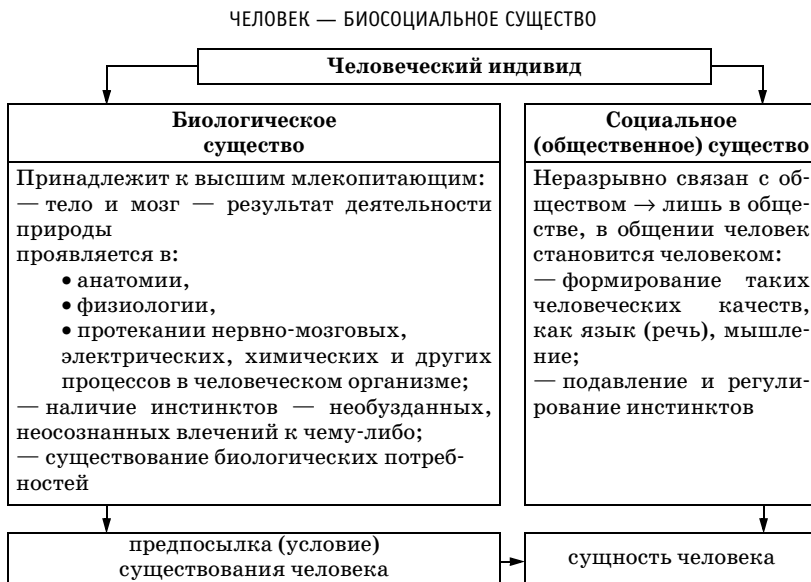 ЧЕЛОВЕК — БИОСОЦИАЛЬНОЕ СУЩЕСТВО
Человеческий индивид
Биологическое
существо
Принадлежит к высшим млекопитающим:
— тело и мозг — результат деятельности
природы
проявляется в:
• анатомии,
• физиологии,
• протекании нервно-мозговых,
электрических, химических и других
процессов в человеческом организме;
— наличие инстинктов — необузданных,
неосознанных влечений к чему-либо;
— существование биологических потреб-
ностей
Социальное
(общественное) существо
Неразрывно связан с об-
ществом → лишь в обще-
стве, в общении человек
становится человеком:
— формирование таких
человеческих качеств,
как язык (речь), мышле-
ние;
— подавление и регули-
рование инстинктов
предпосылка (условие)
существования человека
сущность человека